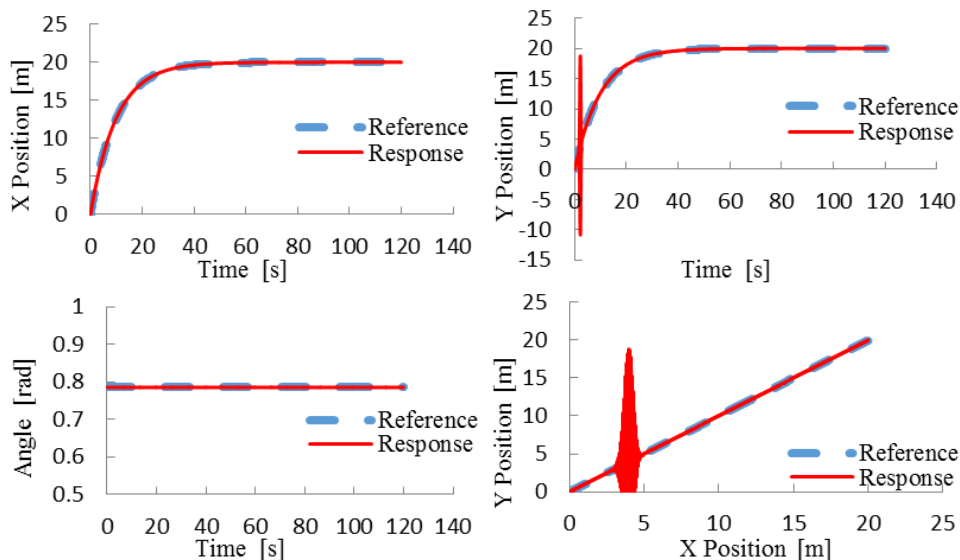 25
20
15
10
5
0
X Position [m]
Reference
Response
0 20 40 60 80 100 120 140
Time [s]
25
20
15
10
5
0
-5
-10
-15
Y Position [m]
Reference
Response
0 20 40 60 80 100 120 140
Time [s]
1
0.9
0.8
0.7
0.6
0.5
Angle [rad]
Reference
Response
0 20 40 60 80 100 120 140
Time [s]
25
20
15
10
5
0
Y Position [m]
Reference
Response
0 5 10 15 20 25
X Position [m]